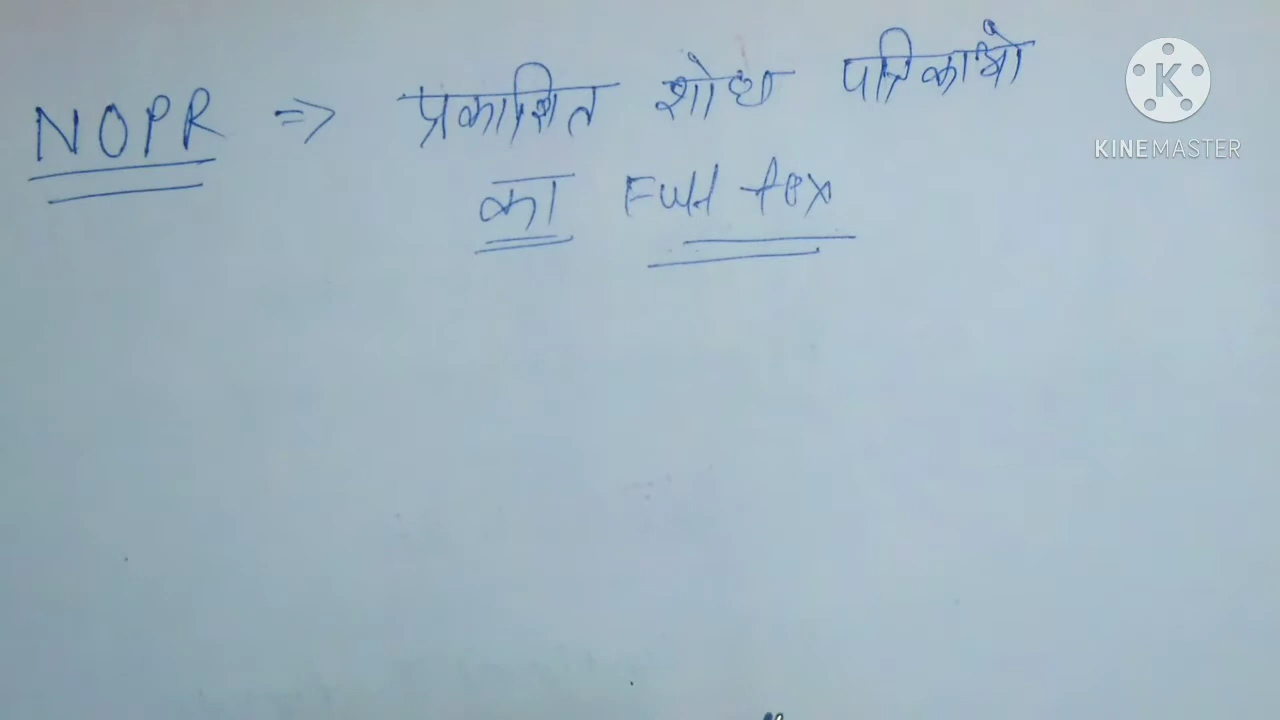 NOPR => प्रकाशित शोध पत्रिकाओ
का Full tex
K
KINEMASTER